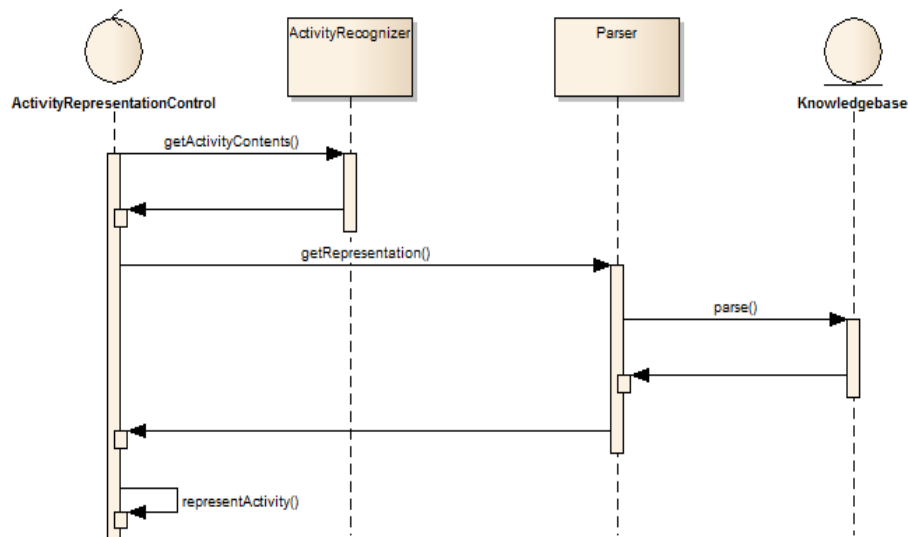 ActivityRecognizer
Parser
ActivityRepresentationControl
Knowledgebase
getActivityContents()
getRepresentation()
parse()
representActivity()